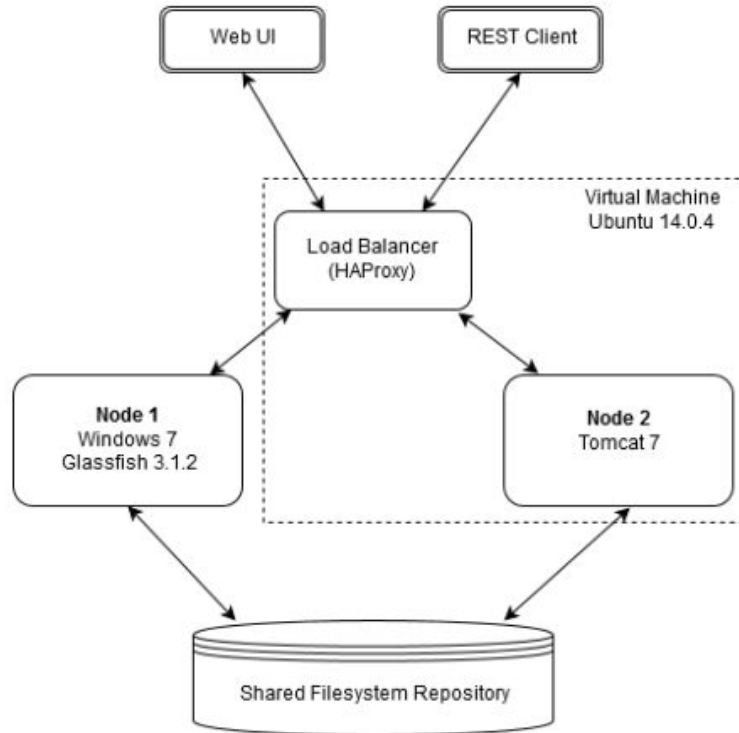 Web UI
REST Client
Virtual Machine
Ubuntu 14.0.4
Load Balancer
(HAProxy)
Node 1
Windows 7
Glassfish 3.1.2
Node 2
Tomcat 7
Shared Filesystem Repository